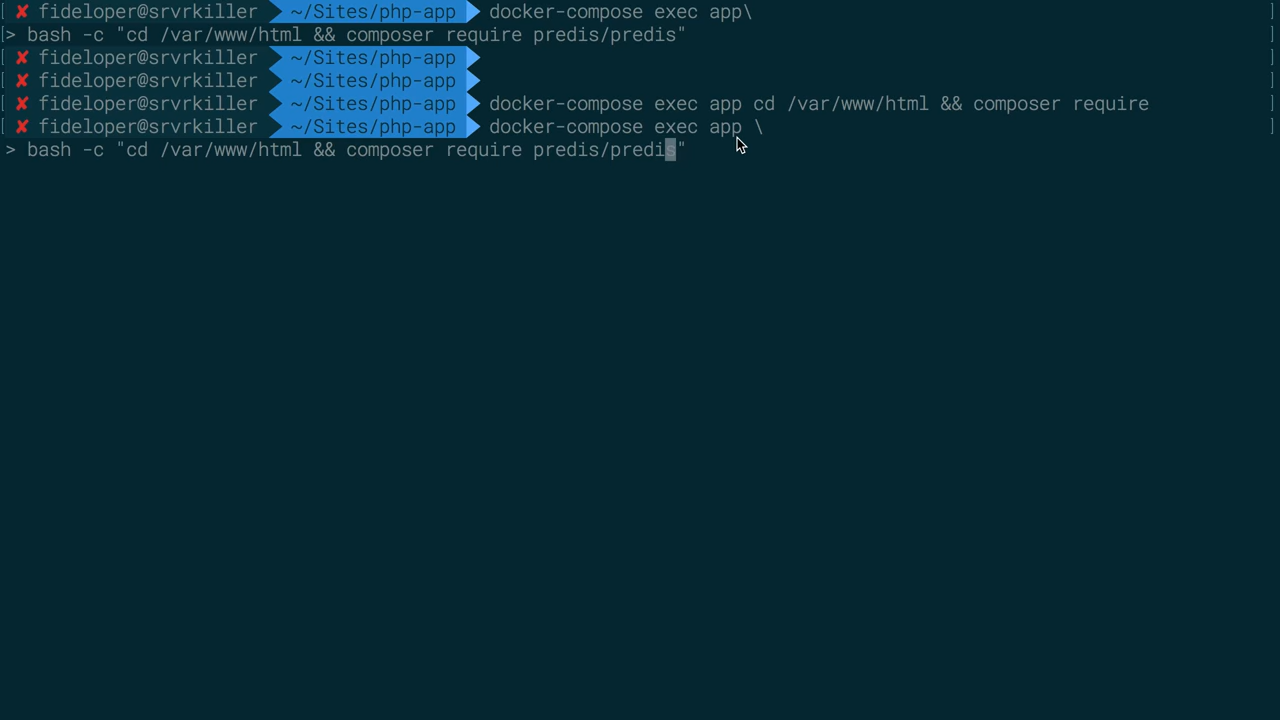 [ ✘ fideloper@srvrkiller ~/Sites/php-app docker-compose exec app\ ]
[> bash -c "cd /var/www/html && composer require predis/predis" ]
[ ✘ fideloper@srvrkiller ~/Sites/php-app ]
[ ✘ fideloper@srvrkiller ~/Sites/php-app ]
[ ✘ fideloper@srvrkiller ~/Sites/php-app docker-compose exec app cd /var/www/html && composer require ]
[ ✘ fideloper@srvrkiller ~/Sites/php-app docker-compose exec app \ ]
> bash -c "cd /var/www/html && composer require predis/predis"